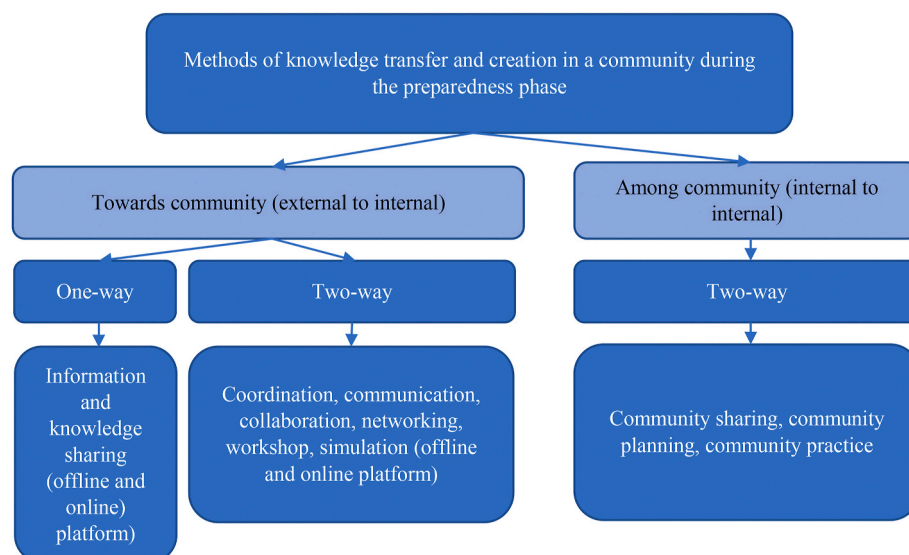 Methods of knowledge transfer and creation in a community during
the preparedness phase
Towards community (external to internal)
Among community (internal to
internal)
One-way
Two-way
Two-way
Information
and
knowledge
sharing
(offline and
online)
platform)
Coordination, communication,
collaboration, networking,
workshop, simulation (offline
and online platform)
Community sharing, community
planning, community practice